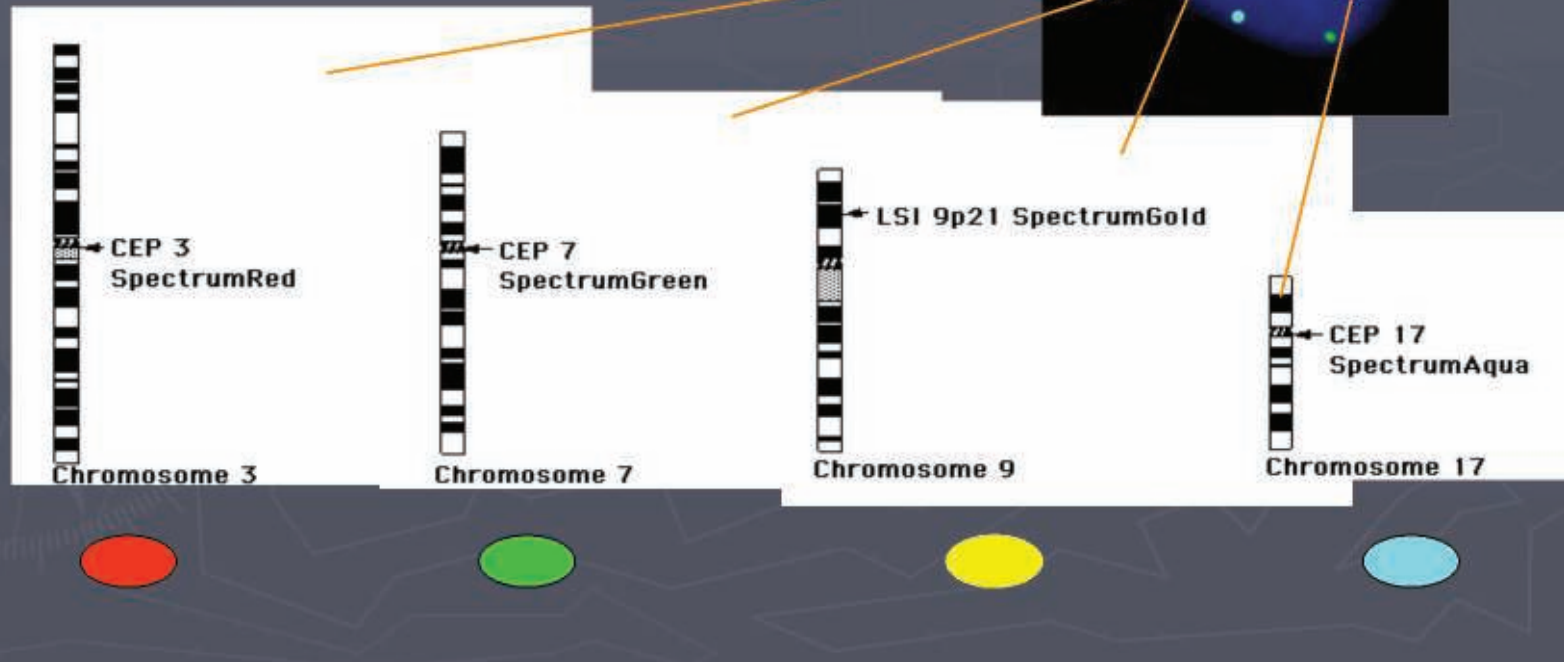 CEP 3
SpectrumRed
Chromosome 3
CEP 7
SpectrumGreen
Chromosome 7
LSI 9p21 SpectrumGold
Chromosome 9
CEP 17
SpectrumAqua
Chromosome 17